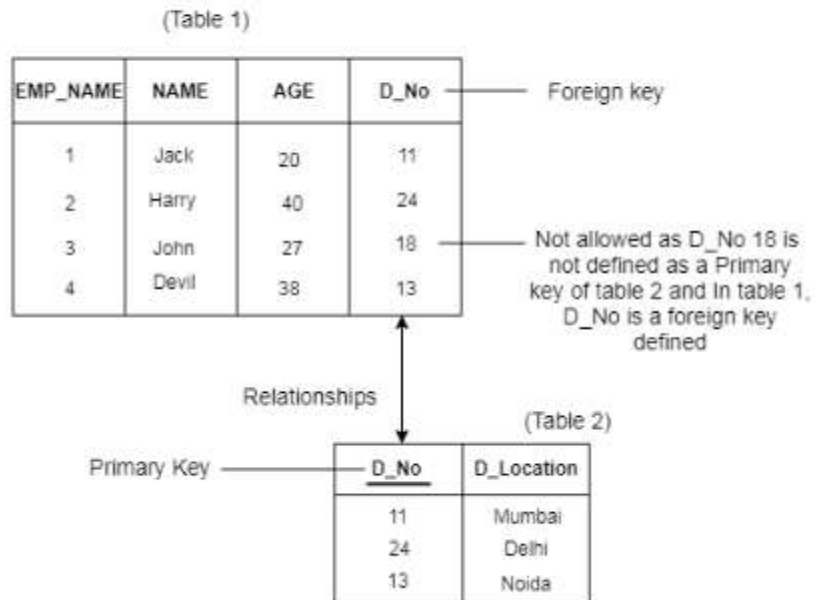 (Table 1)
EMP_NAME NAME AGE D_No Foreign key
1 Jack 20 11
2 Harry 40 24
3 John 27 18
4 Devil 38 13
Not allowed as D_No 18 is
not defined as a Primary
key of table 2 and In table 1,
D_No is a foreign key
defined
Relationships
(Table 2)
Primary Key D_No D_Location
11 Mumbai
24 Delhi
13 Noida